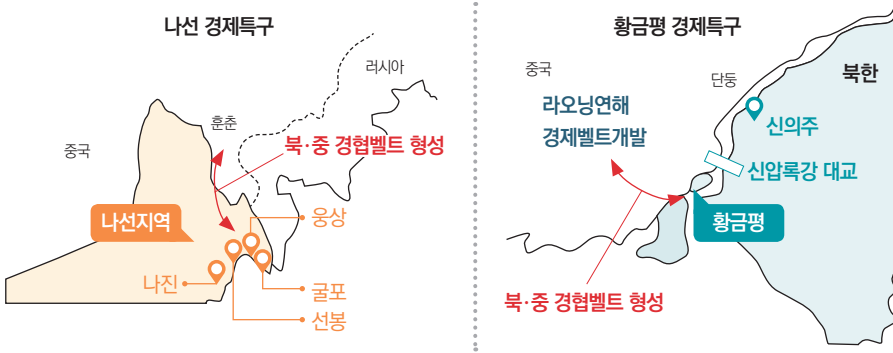 나선 경제특구
러시아
훈춘
중국
북·중 경협벨트 형성
나선지역
웅상
나진
굴포
선봉
황금평 경제특구
중국
단둥
북한
랴오닝연해
경제벨트개발
신의주
신압록강 대교
황금평
북·중 경협벨트 형성